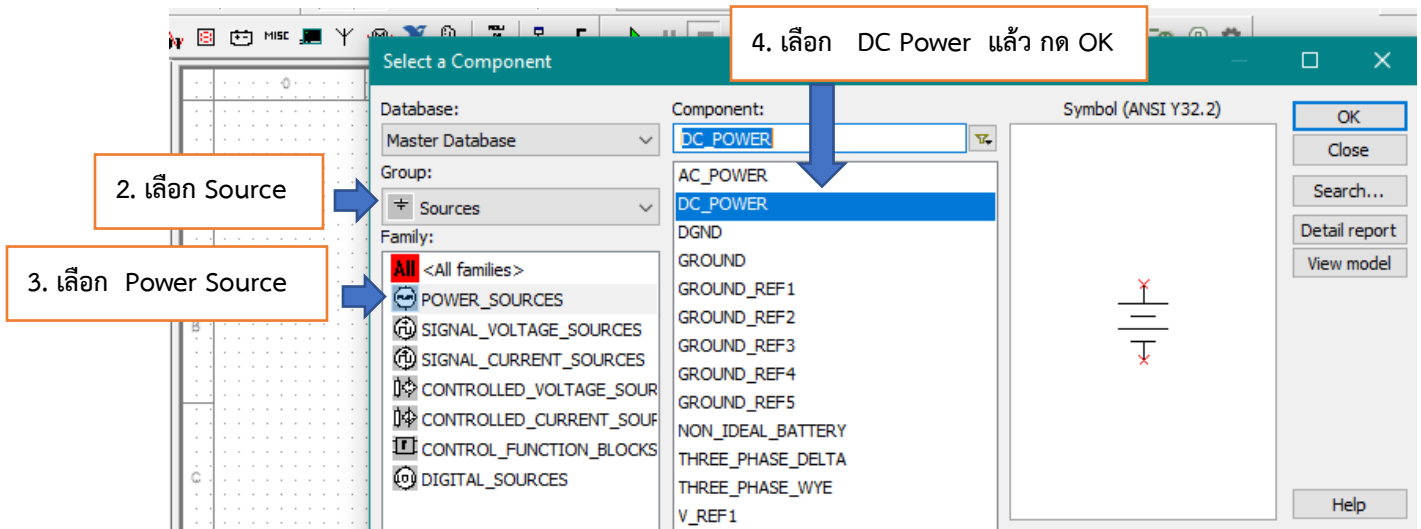 MISC
4. เลือก DC Power แล้ว กด OK
Select a Component
0
Database:
Master Database
Group:
Sources
Family:
All <All families>
POWER_SOURCES
SIGNAL_VOLTAGE_SOURCES
SIGNAL_CURRENT_SOURCES
CONTROLLED_VOLTAGE_SOUR
CONTROLLED_CURRENT_SOUF
CONTROL_FUNCTION_BLOCKS
DIGITAL_SOURCES
2. เลือก Source
3. เลือก Power Source
B
C
Component:
DC_POWER
AC_POWER
DC_POWER
DGND
GROUND
GROUND_REF1
GROUND_REF2
GROUND_REF3
GROUND_REF4
GROUND_REF5
NON_IDEAL_BATTERY
THREE_PHASE_DELTA
THREE_PHASE_WYE
V_REF1
Symbol (ANSI Y32.2)
OK
Close
Search...
Detail report
View model
Help